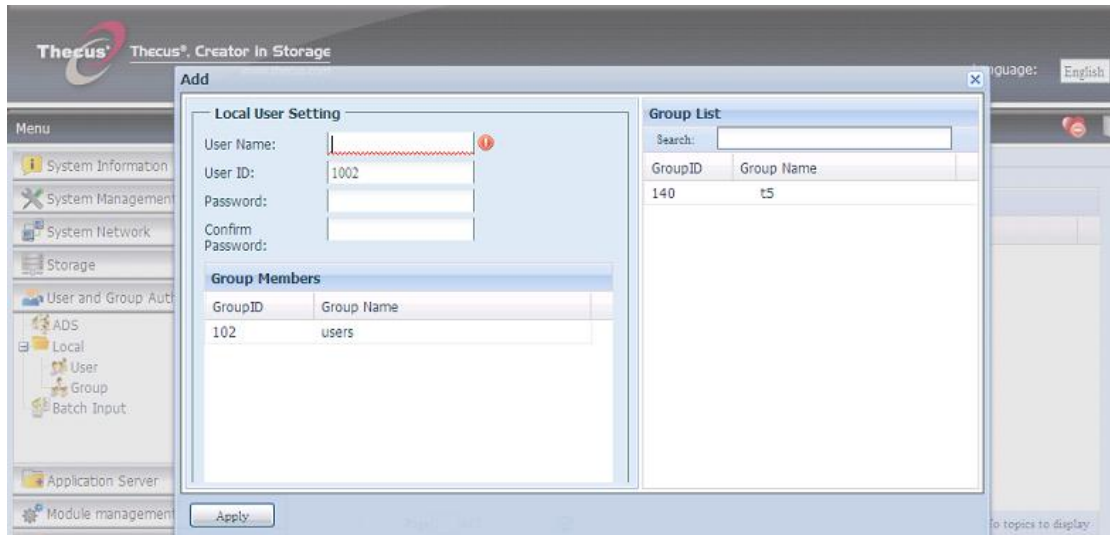 Thecus® Thecus®, Creator in Storage
Language: English
Add
Menu
System Information
System Management
System Network
Storage
User and Group Auth
ADS
Local
User
Group
Batch Input
Application Server
Module management
Local User Setting
User Name:
User ID: 1002
Password:
Confirm
Password:
Group Members
GroupID Group Name
102 users
Group List
Search:
GroupID Group Name
140 t5
Apply
to topics to display